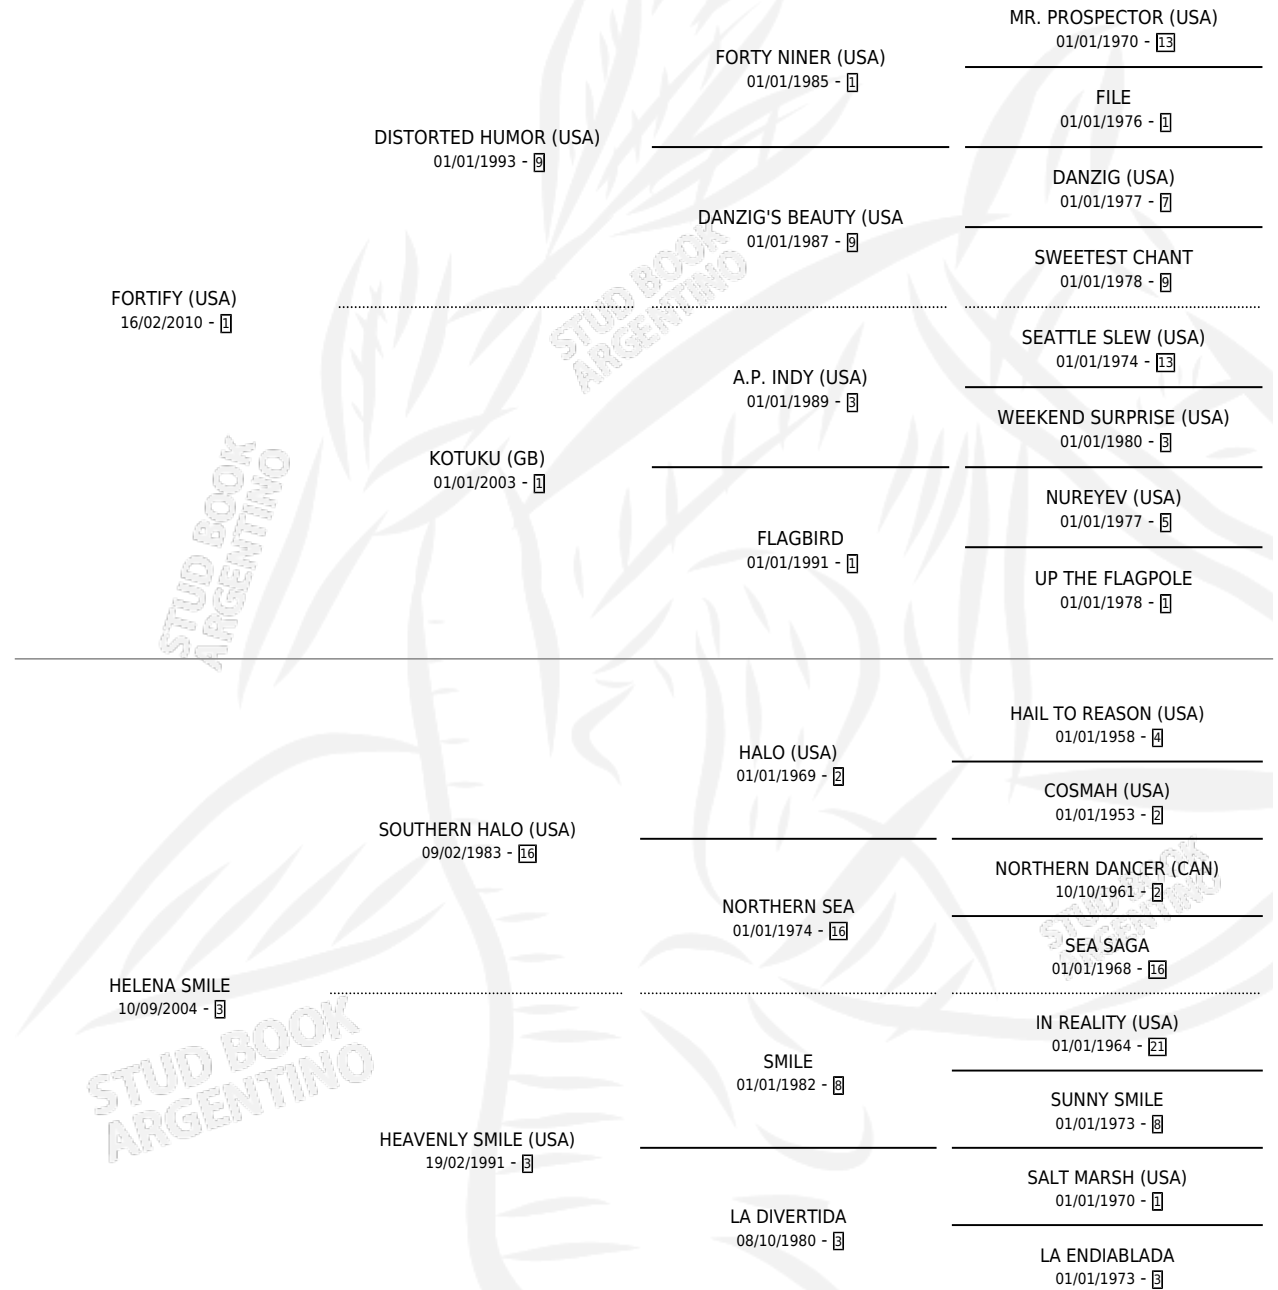 MR. PROSPECTOR (USA)
01/01/1970 - 13
FORTY NINER (USA)
01/01/1985 - 1
FILE
01/01/1976 - 1
DISTORTED HUMOR (USA)
01/01/1993 - 9
DANZIG (USA)
01/01/1977 - 7
DANZIG'S BEAUTY (USA
01/01/1987 - 9
SWEETEST CHANT
01/01/1978 - 9
FORTIFY (USA)
16/02/2010 - 1
SEATTLE SLEW (USA)
01/01/1974 - 13
A.P. INDY (USA)
01/01/1989 - 3
WEEKEND SURPRISE (USA)
01/01/1980 - 3
KOTUKU (GB)
01/01/2003 - 1
NUREYEV (USA)
01/01/1977 - 5
FLAGBIRD
01/01/1991 - 1
UP THE FLAGPOLE
01/01/1978 - 1
HAIL TO REASON (USA)
01/01/1958 - 4
HALO (USA)
01/01/1969 - 2
COSMAH (USA)
01/01/1953 - 2
SOUTHERN HALO (USA)
09/02/1983 - 16
NORTHERN DANCER (CAN)
10/10/1961 - 2
NORTHERN SEA
01/01/1974 - 16
SEA SAGA
01/01/1968 - 16
HELENA SMILE
10/09/2004 - 3
IN REALITY (USA)
01/01/1964 - 21
SMILE
01/01/1982 - 8
SUNNY SMILE
01/01/1973 - 8
HEAVENLY SMILE (USA)
19/02/1991 - 3
SALT MARSH (USA)
01/01/1970 - 1
LA DIVERTIDA
08/10/1980 - 3
LA ENDIABLADA
01/01/1973 - 3
STUD BOOK
ARGENTINO
STUD BOOK
ARGENTINO
STUD BOOK
ARGENTINO
STUD BOOK
ARGENTINO